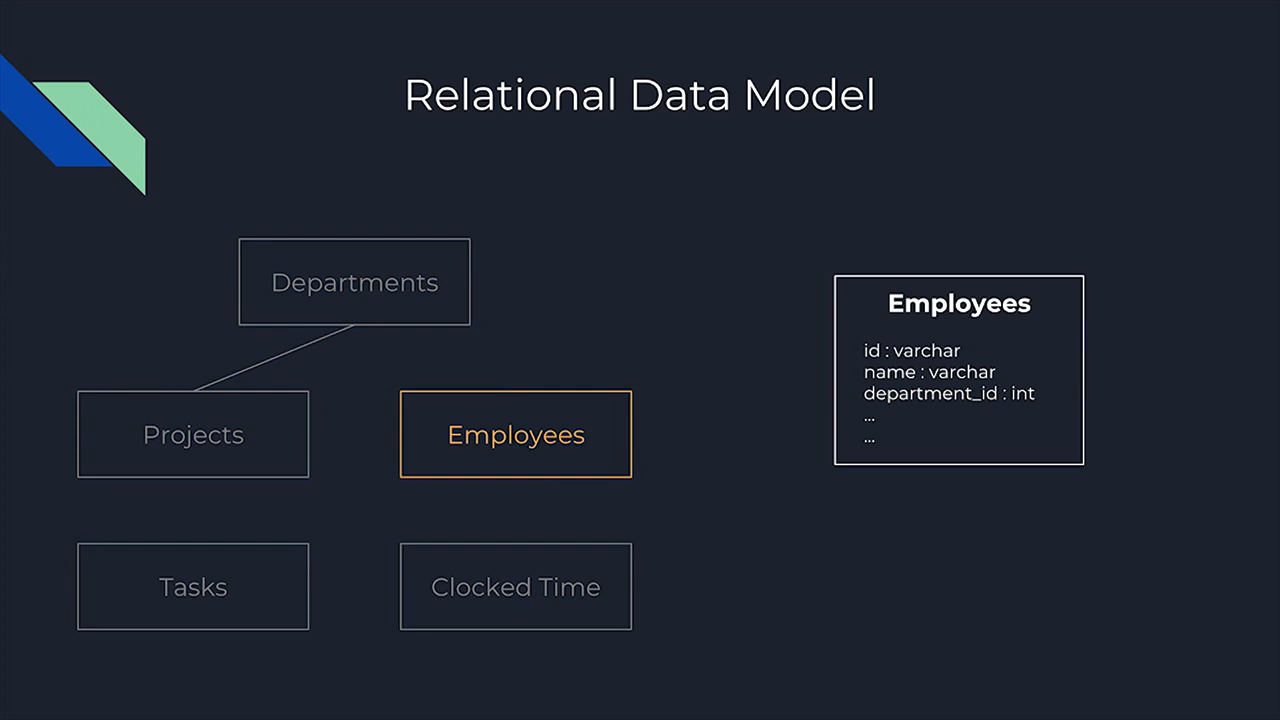 Relational Data Model
Departments
Projects
Employees
Tasks
Clocked Time
Employees
id : varchar
name : varchar
department_id : int
...
...